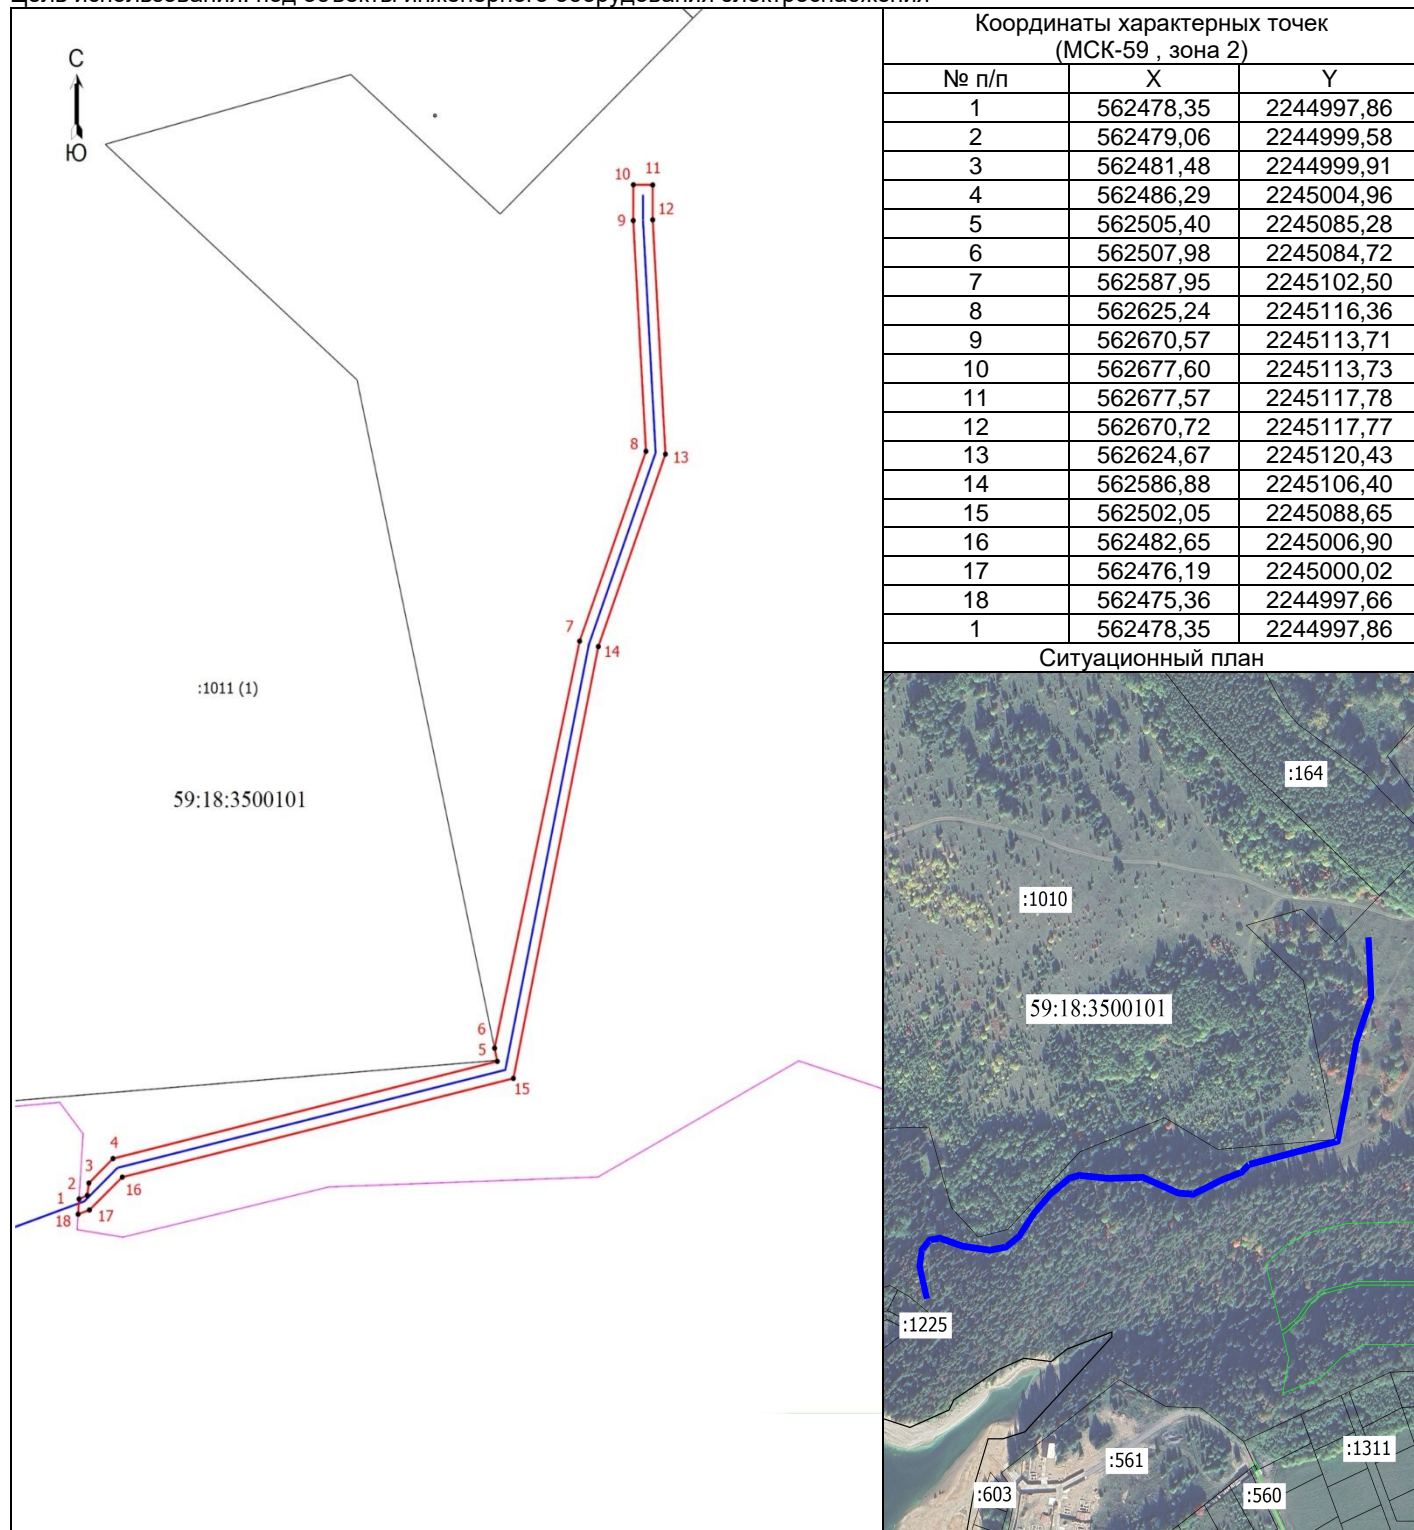 Цель использования: под объекты инженерного оборудования электроснабжения
С
Ю
10 11
9 12
8
13
7
14
:1011 (1)
59:18:3500101
6
5
15
4
3
2
1
16
17
18
Координаты характерных точек
(МСК-59 , зона 2)
№ п/п X Y
1 562478,35 2244997,86
2 562479,06 2244999,58
3 562481,48 2244999,91
4 562486,29 2245004,96
5 562505,40 2245085,28
6 562507,98 2245084,72
7 562587,95 2245102,50
8 562625,24 2245116,36
9 562670,57 2245113,71
10 562677,60 2245113,73
11 562677,57 2245117,78
12 562670,72 2245117,77
13 562624,67 2245120,43
14 562586,88 2245106,40
15 562502,05 2245088,65
16 562482,65 2245006,90
17 562476,19 2245000,02
18 562475,36 2244997,66
1 562478,35 2244997,86
Ситуационный план
:164
:1010
59:18:3500101
:1225
:1311
:561
:603
:560